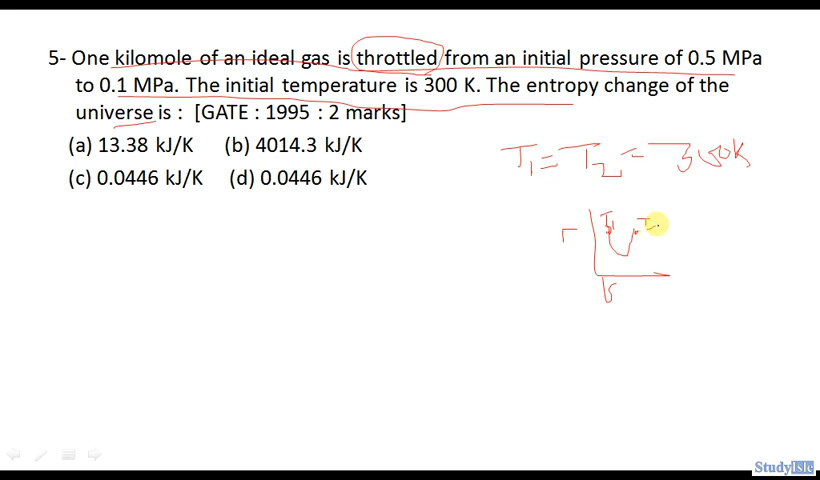 5- One kilomole of an ideal gas is throttled from an initial pressure of 0.5 MPa
to 0.1 MPa. The initial temperature is 300 K. The entropy change of the
universe is : [GATE : 1995 : 2 marks]
(a) 13.38 kJ/K (b) 4014.3 kJ/K
(c) 0.0446 kJ/K (d) 0.0446 kJ/K
T1 = T2 = 300K
StudyIsle